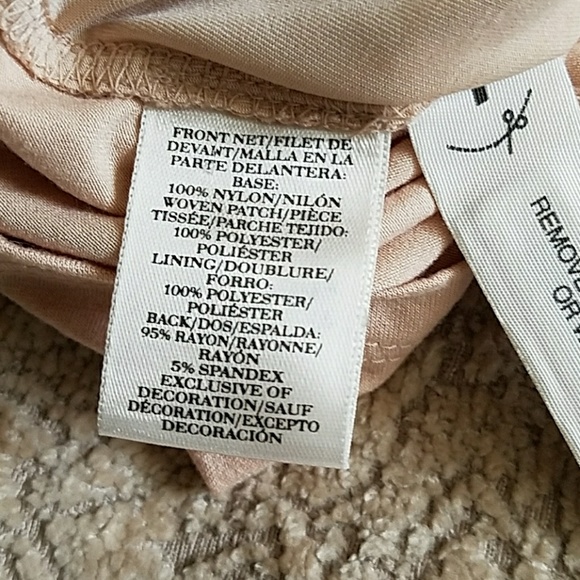 FRONT NET/FILET DE
DEVANT/MALLA EN LA
PARTE DELANTERA:
BASE:
100% NYLON/NILÓN
WOVEN PATCH/PIÈCE
TISSÉE/PARCHE TEJIDO:
100% POLYESTER/
POLIÉSTER
LINING/DOUBLURE/
FORRO:
100% POLYESTER/
POLIÉSTER
BACK/DOS/ESPALDA:
95% RAYON/RAYONNE/
RAYÓN
5% SPANDEX
EXCLUSIVE OF
DECORATION/SAUF
DÉCORATION/EXCEPTO
DECORACIÓN
OR